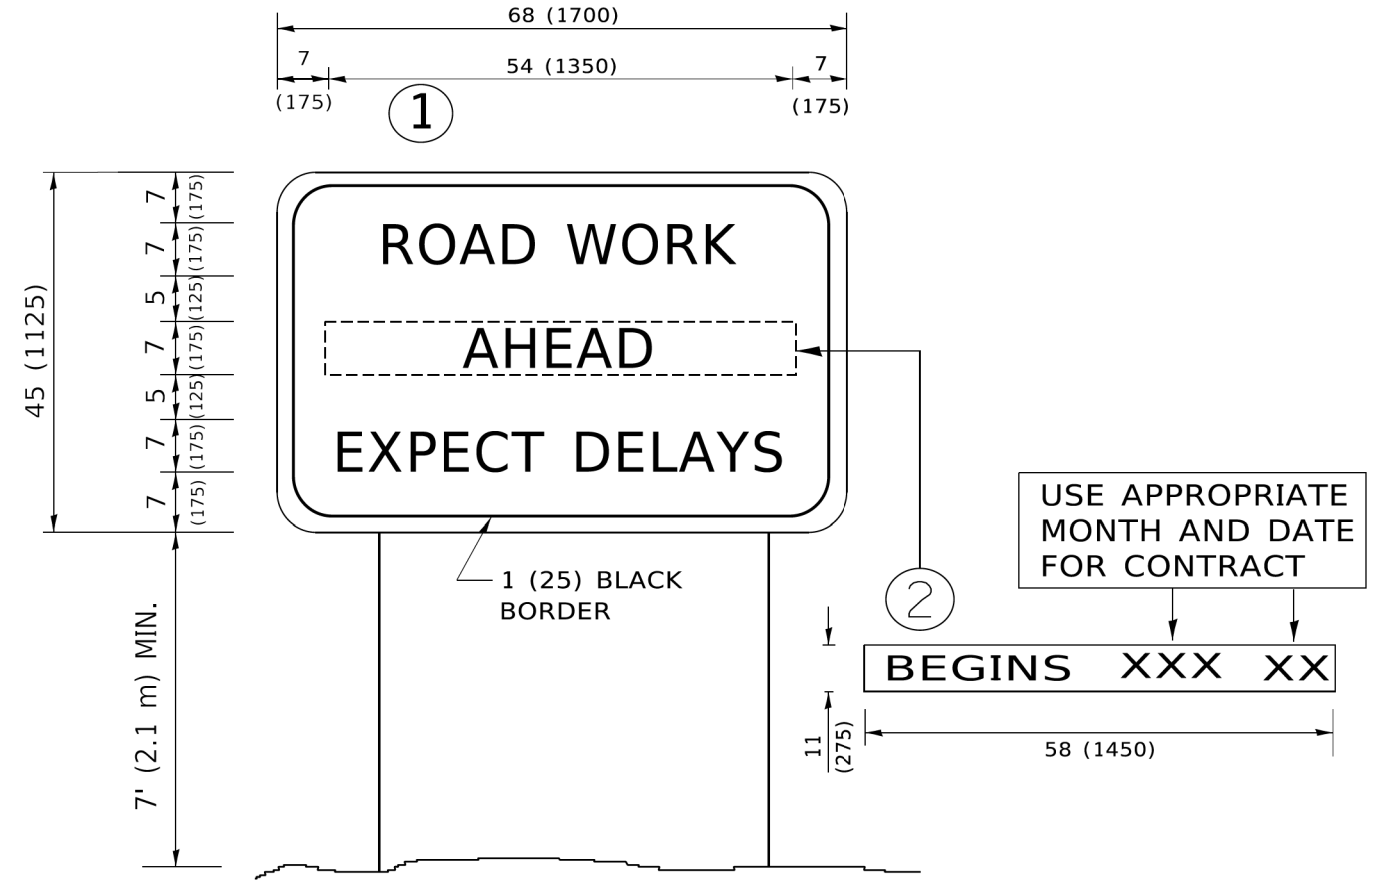 68 (1700)
7
54 (1350)
7
(175)
(175)
1
7 (175)
7 (175)
5 (125)
7 (175)
5 (125)
7 (175)
7 (175)
45 (1125)
ROAD WORK
AHEAD
EXPECT DELAYS
1 (25) BLACK
BORDER
7' (2.1 m) MIN.
USE APPROPRIATE
MONTH AND DATE
FOR CONTRACT
2
BEGINS XXX XX
11
(275)
58 (1450)